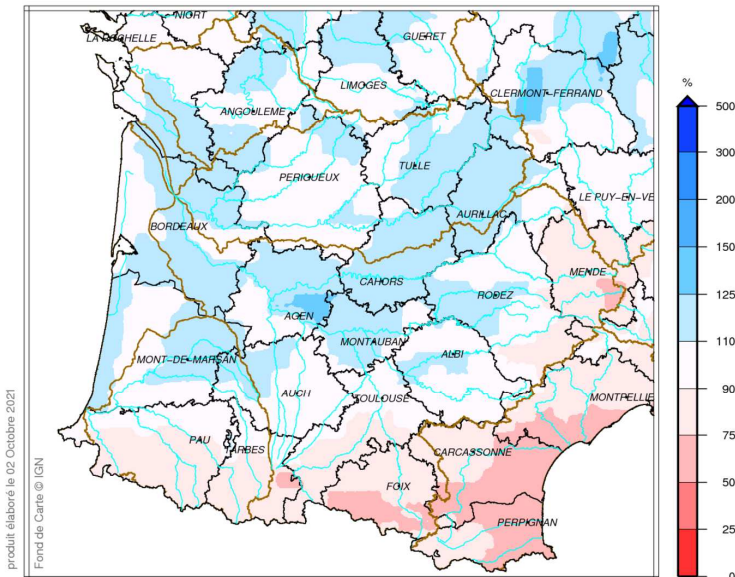 NIORT
LA ROCHELLE
GUERET
%
500
LIMOGES
CLERMONT-FERRAND
ANGOULEME
300
TULLE
PERIGUEUX
200
LE PUY-EN-VE
AURILLAC
BORDEAUX
150
MENDE
CAHORS
RODEZ
125
AGEN
MONTAUBAN
110
MONT-DE-MARSAN
ALBI
AUCH
TOULOUSE
MONTPELLIE
90
PAU
TARBES
CARCASSONNE
75
FOIX
50
PERPIGNAN
25
0
produit élaboré le 02 Octobre 2021
Fond de Carte © IGN